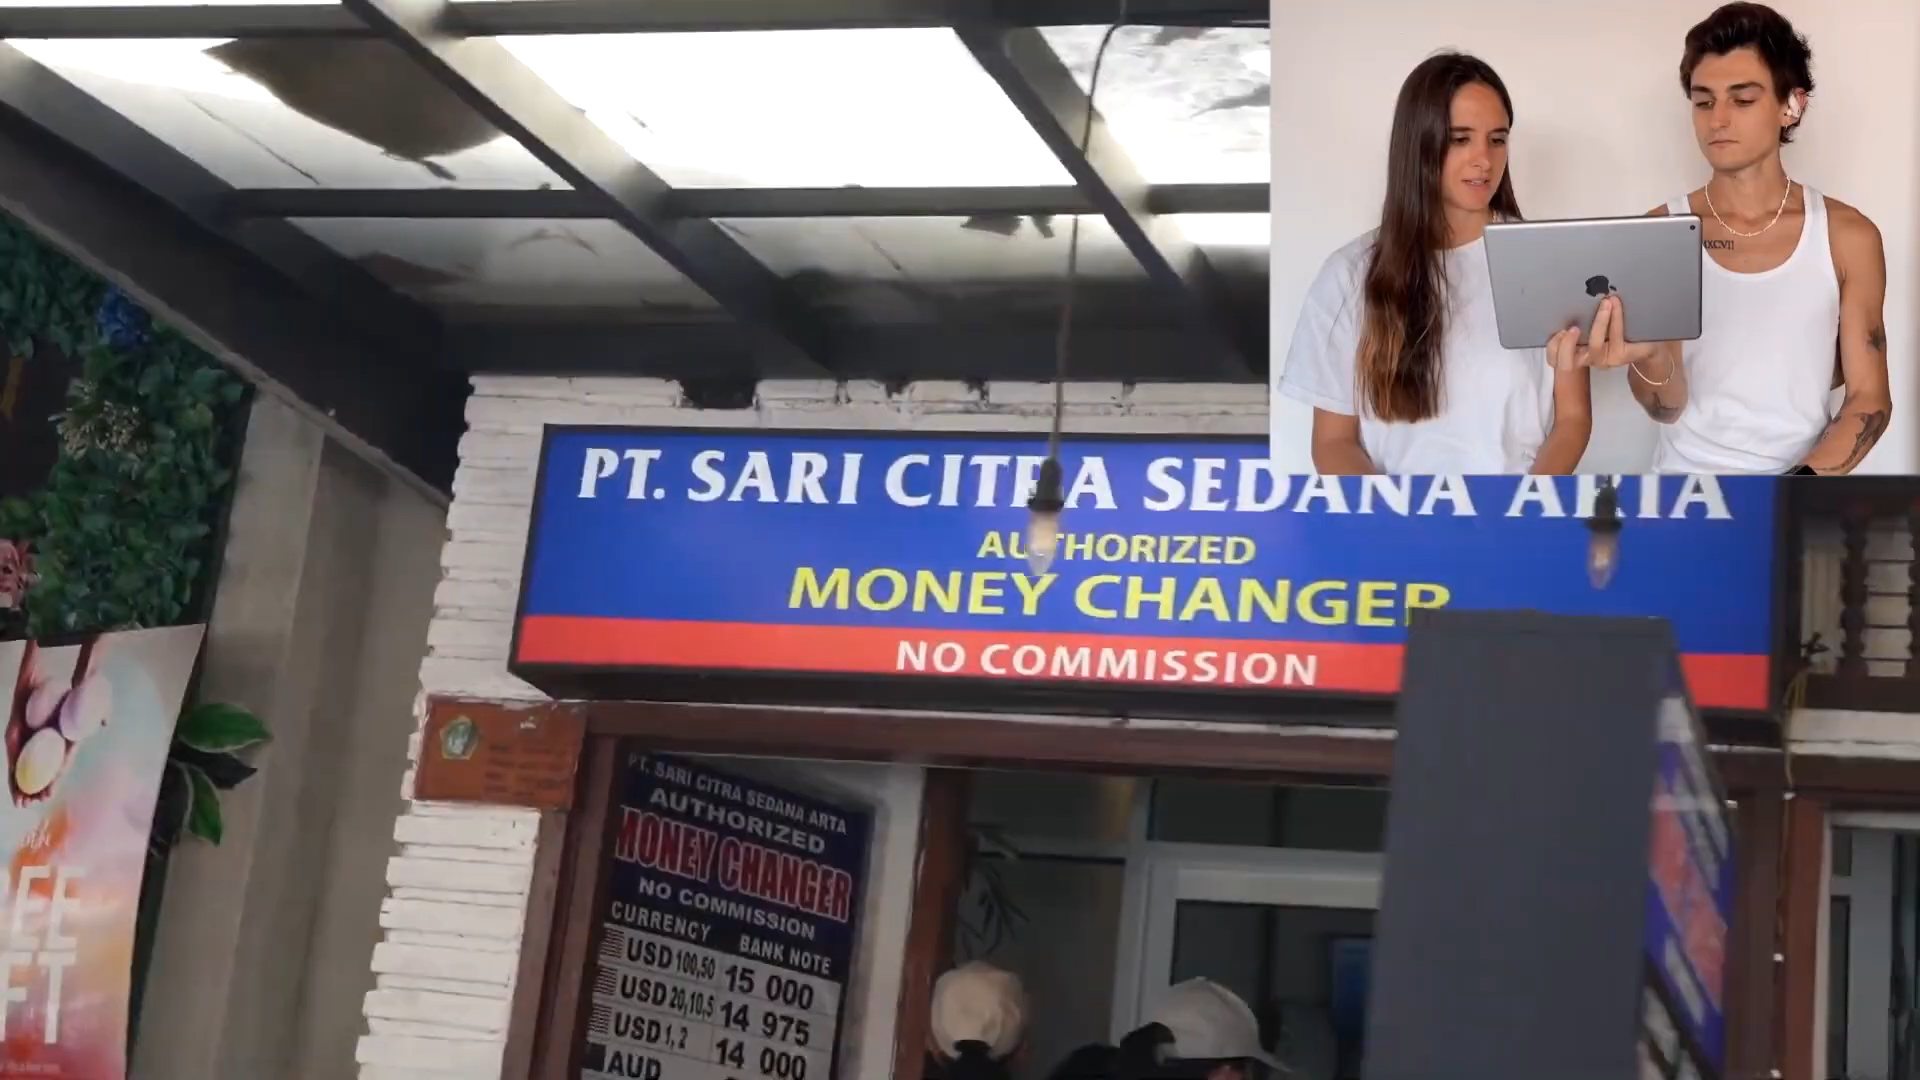 PT. SARI CITRA SEDANA ARTA
AUTHORIZED
MONEY CHANGER
NO COMMISSION
PT. SARI CITRA SEDANA ARTA
AUTHORIZED
MONEY CHANGER
NO COMMISSION
CURRENCY BANK NOTE
USD 100,50 15 000
USD 20,10,5 14 975
USD 1, 2 14 000
AUD